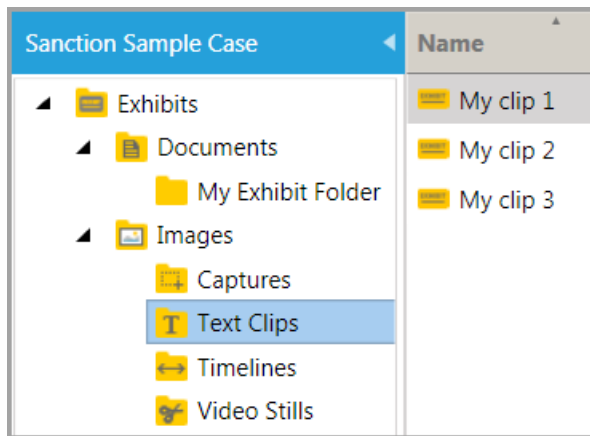 Sanction Sample Case
Exhibits
Documents
My Exhibit Folder
Images
Captures
Text Clips
Timelines
Video Stills
Name
My clip 1
My clip 2
My clip 3